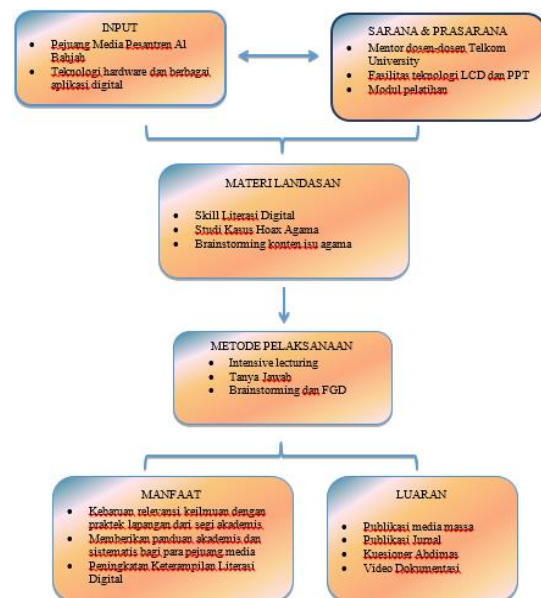 INPUT
• Pejuang Media Pesantren Al
Bahjah
• Teknologi hardware dan berbagai
aplikasi digital
SARANA & PRASARANA
• Mentor dosen-dosen Telkom
University
• Fasilitas teknologi LCD dan PPT
• Modul pelatihan
MATERI LANDASAN
• Skill Literasi Digital
• Studi Kasus Hoax Agama
• Brainstorming konten isu agama
METODE PELAKSANAAN
• Intensive lecturing
• Tanya Jawab
• Brainstorming dan FGD
MANFAAT
• Kebaruan relevansi keilmuan dengan
praktek lapangan dari segi akademis.
• Memberikan panduan akademis dan
sistematis bagi para pejuang media
• Peningkatan Keterampilan Literasi
Digital
LUARAN
• Publikasi media massa
• Publikasi Jurnal
• Kuesioner Abdimas
• Video Dokumentasi